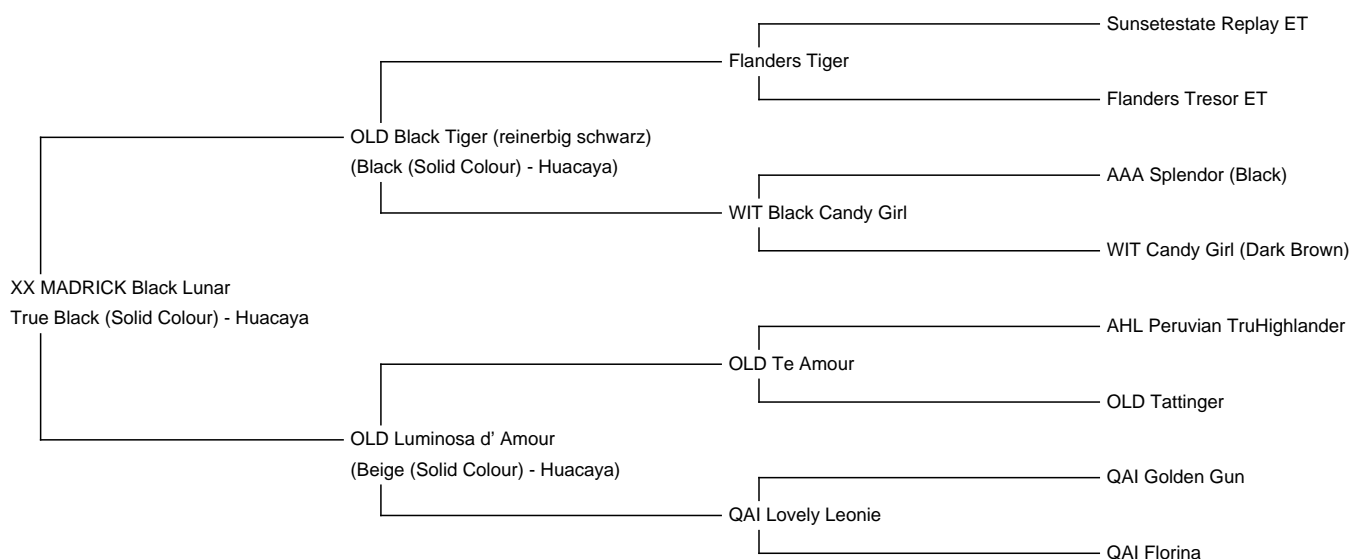 Sunsetestate Replay ET
Flanders Tiger
Flanders Tresor ET
OLD Black Tiger (reinerbig schwarz)
(Black (Solid Colour) - Huacaya)
AAA Splendor (Black)
WIT Black Candy Girl
WIT Candy Girl (Dark Brown)
XX MADRICK Black Lunar
True Black (Solid Colour) - Huacaya
AHL Peruvian TruHighlander
OLD Te Amour
OLD Tattinger
OLD Luminosa d' Amour
(Beige (Solid Colour) - Huacaya)
QAI Golden Gun
QAI Lovely Leonie
QAI Florina